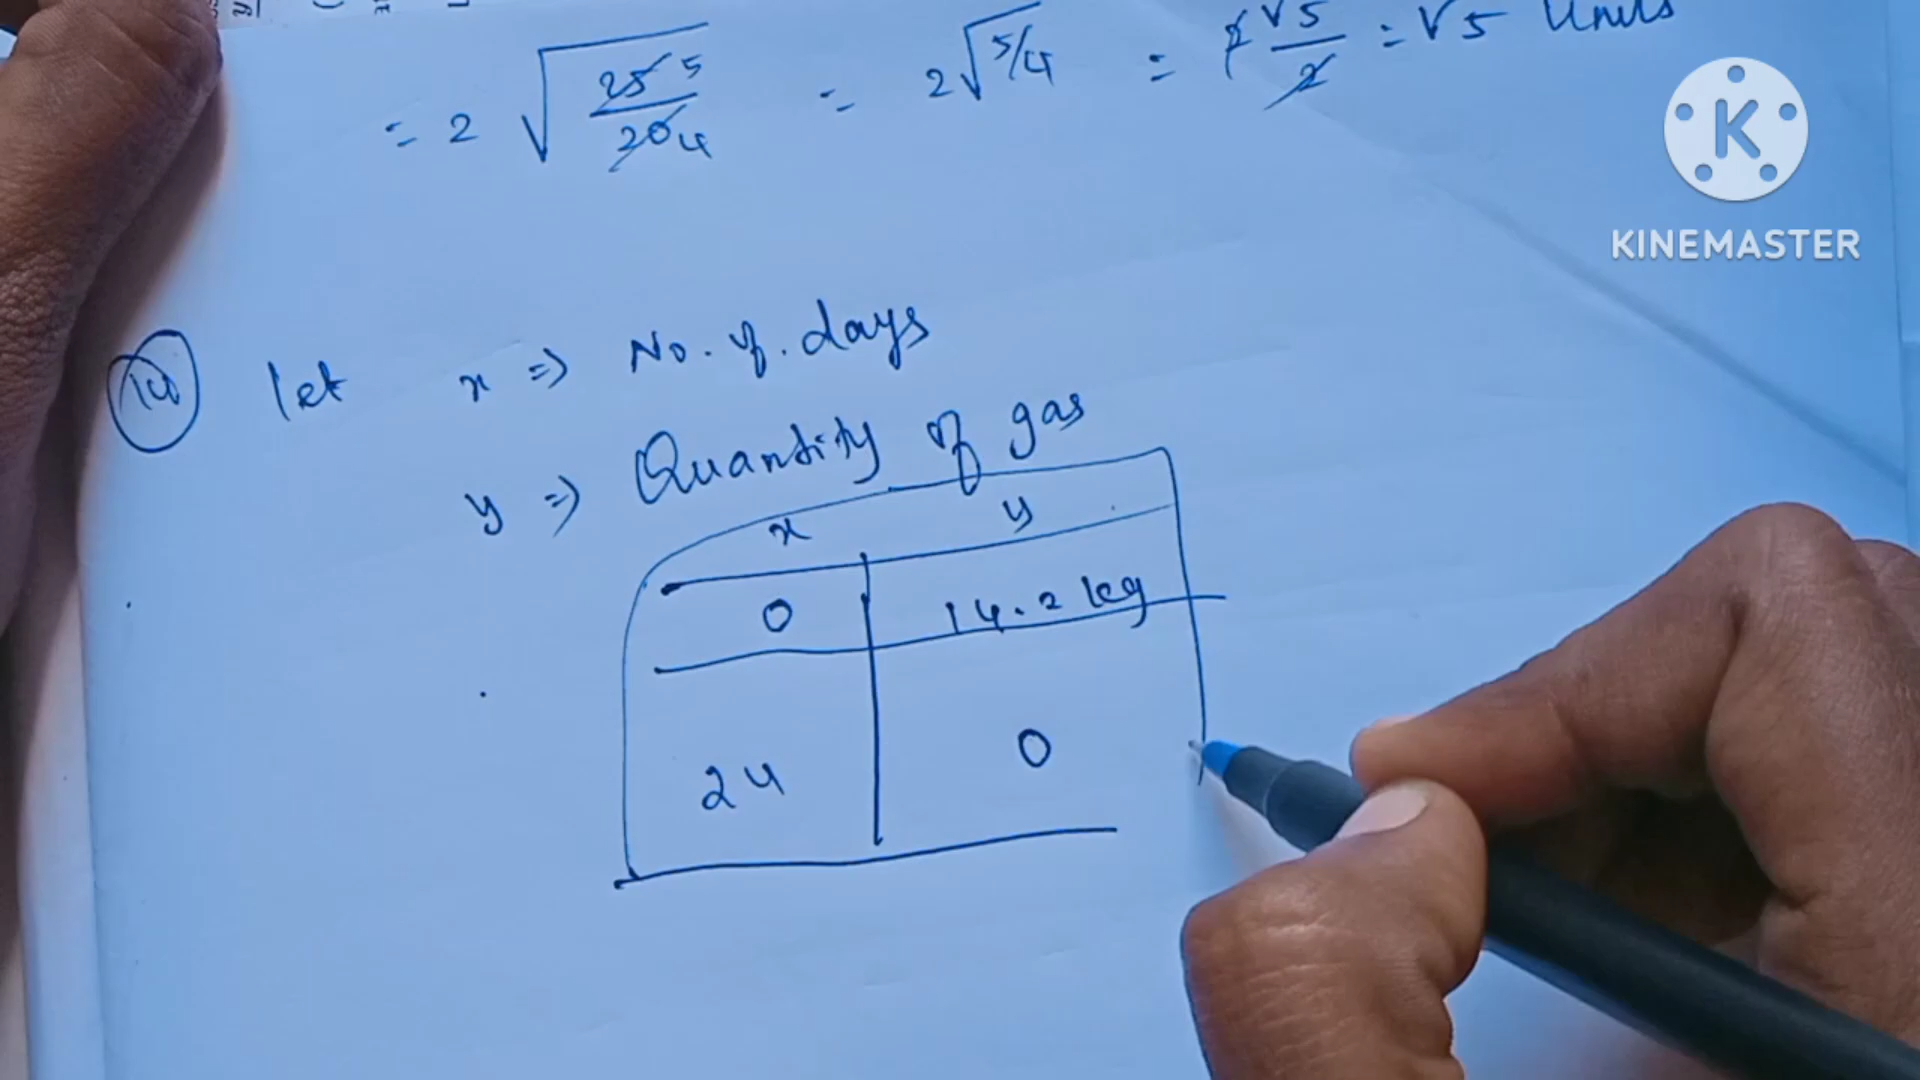 = 2 √25 5/20 4 = 2√5/4 = 2√5/2 = √5 Units
KINEMASTER
10 let x => No. of. days
y => Quantity of gas
x y
0 14.2 kg
24 0